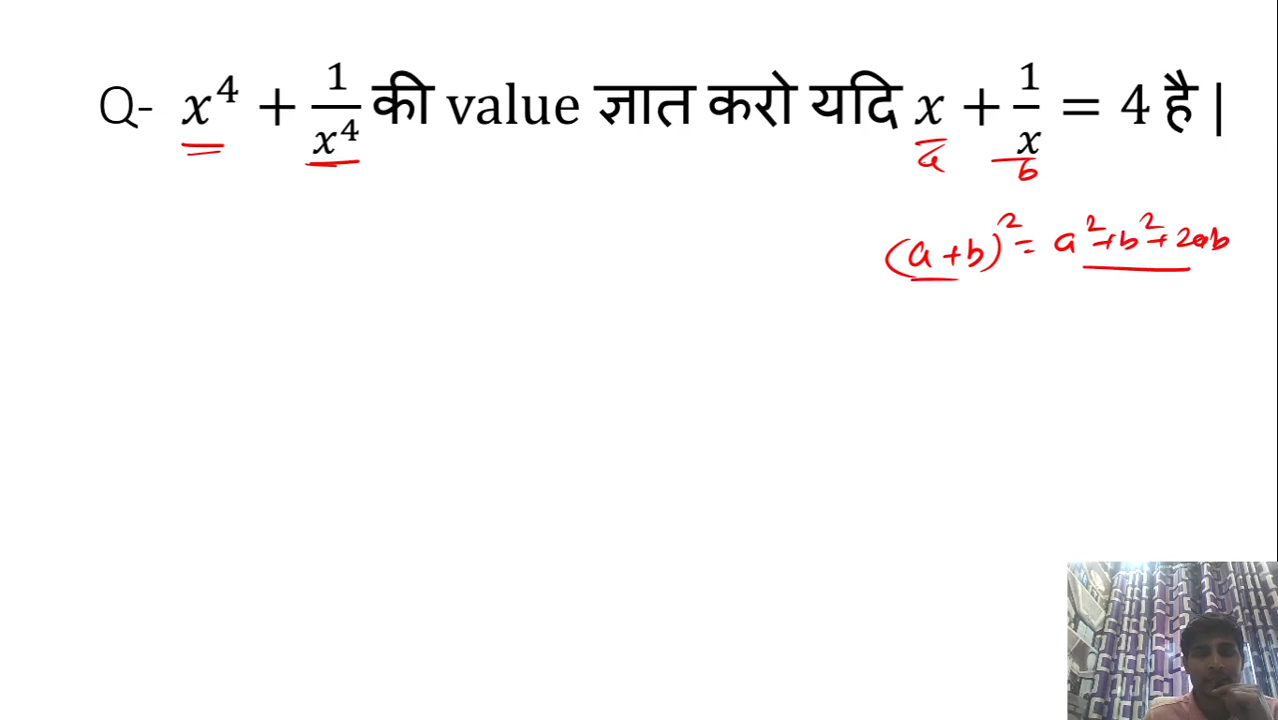 Q- x⁴ + 1/x⁴ की value ज्ञात करो यदि x + 1/x = 4 है |
a b
(a+b)² = a²+b²+2ab